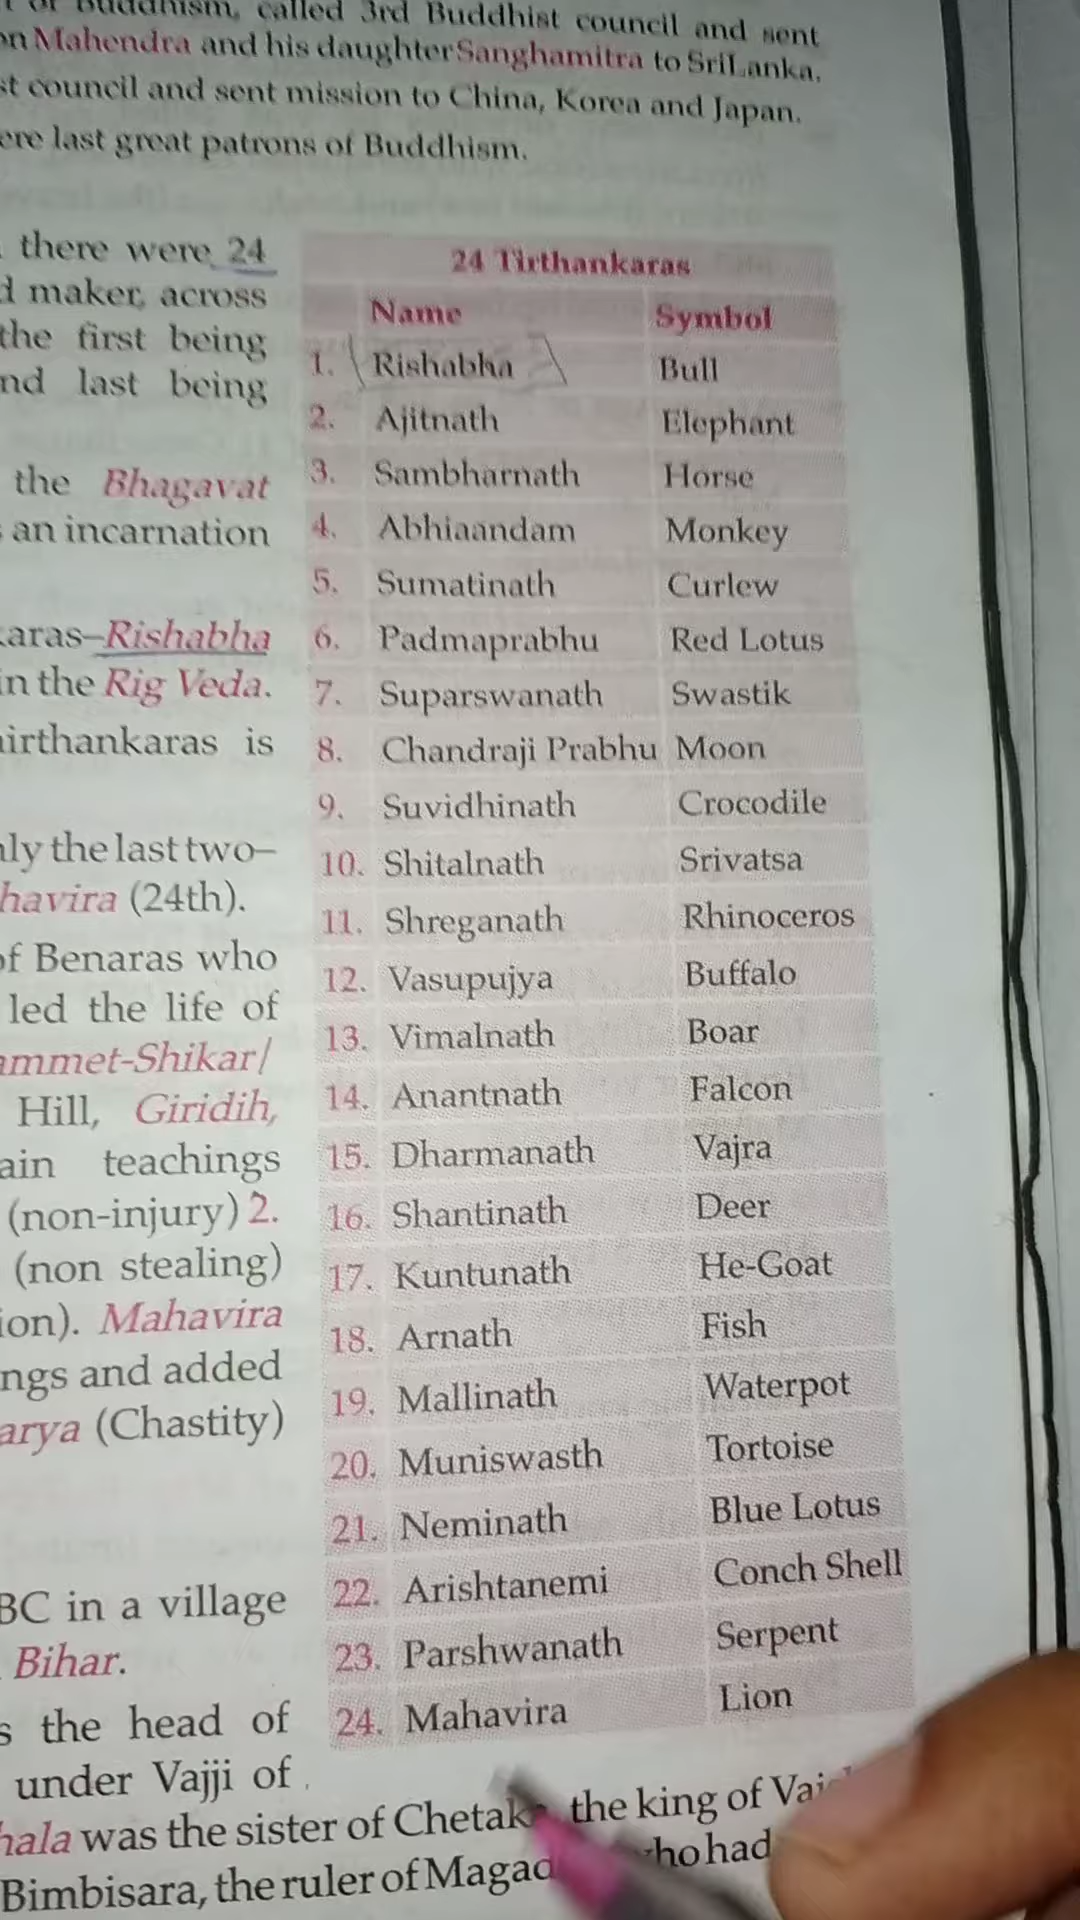 of Buddhism, called 3rd Buddhist council and sent
on Mahendra and his daughter Sanghamitra to SriLanka.
st council and sent mission to China, Korea and Japan.
ere last great patrons of Buddhism.
there were 24
d maker, across
the first being
nd last being
the Bhagavat
an incarnation
karas–Rishabha
in the Rig Veda.
hirthankaras is
nly the last two–
havira (24th).
of Benaras who
led the life of
ammet-Shikar/
Hill, Giridih,
ain teachings
(non-injury) 2.
(non stealing)
ion). Mahavira
ngs and added
arya (Chastity)
BC in a village
Bihar.
s the head of
under Vajji of
24 Tirthankaras
Name Symbol
1. Rishabha Bull
2. Ajitnath Elephant
3. Sambharnath Horse
4. Abhiaandam Monkey
5. Sumatinath Curlew
6. Padmaprabhu Red Lotus
7. Suparswanath Swastik
8. Chandraji Prabhu Moon
9. Suvidhinath Crocodile
10. Shitalnath Srivatsa
11. Shreganath Rhinoceros
12. Vasupujya Buffalo
13. Vimalnath Boar
14. Anantnath Falcon
15. Dharmanath Vajra
16. Shantinath Deer
17. Kuntunath He-Goat
18. Arnath Fish
19. Mallinath Waterpot
20. Muniswasth Tortoise
21. Neminath Blue Lotus
22. Arishtanemi Conch Shell
23. Parshwanath Serpent
24. Mahavira Lion
hala was the sister of Chetak the king of Vai
Bimbisara, the ruler of Magad who had